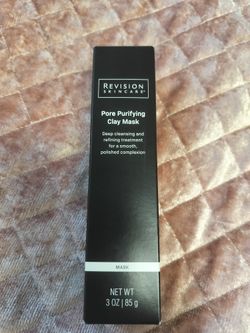 REVISION
SKINCARE®
Pore Purifying
Clay Mask
Deep cleansing and
refining treatment
for a smooth,
polished complexion
MASK
NET WT
3 OZ | 85 g